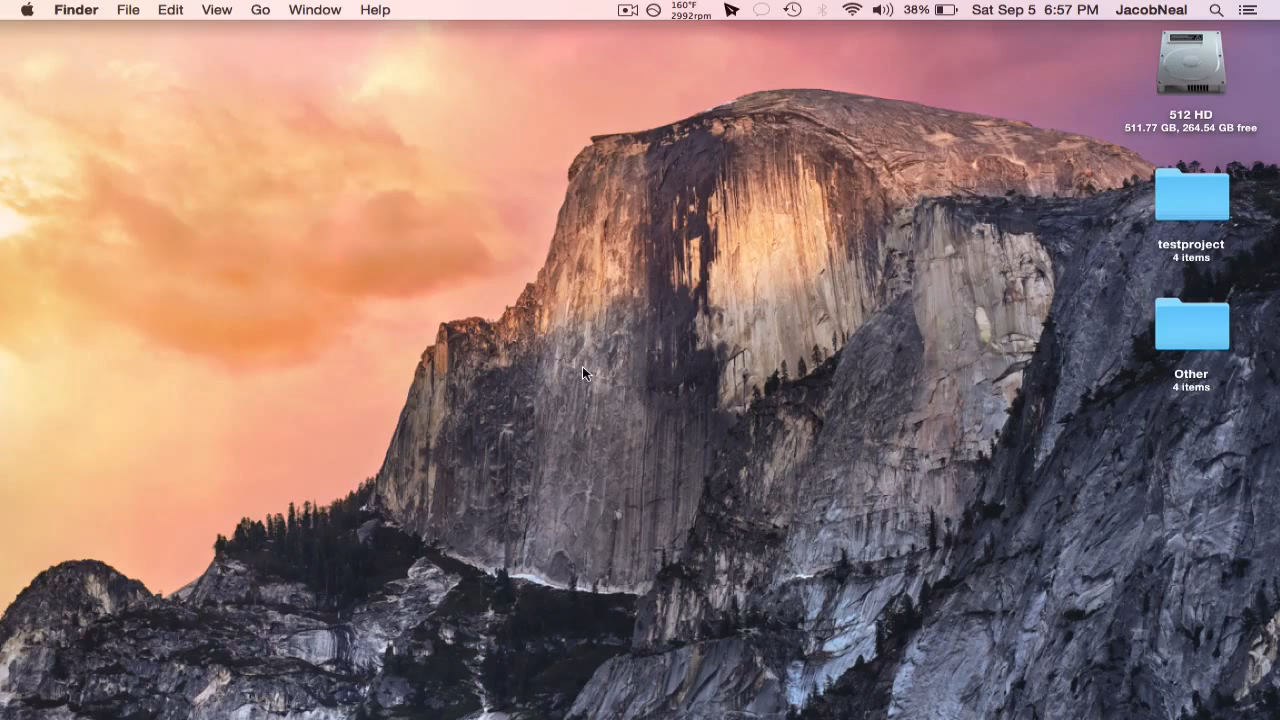 Finder File Edit View Go Window Help 160°F 2992rpm 38% Sat Sep 5 6:57 PM JacobNeal
512 HD
511.77 GB, 264.54 GB free
testproject
4 items
Other
4 items